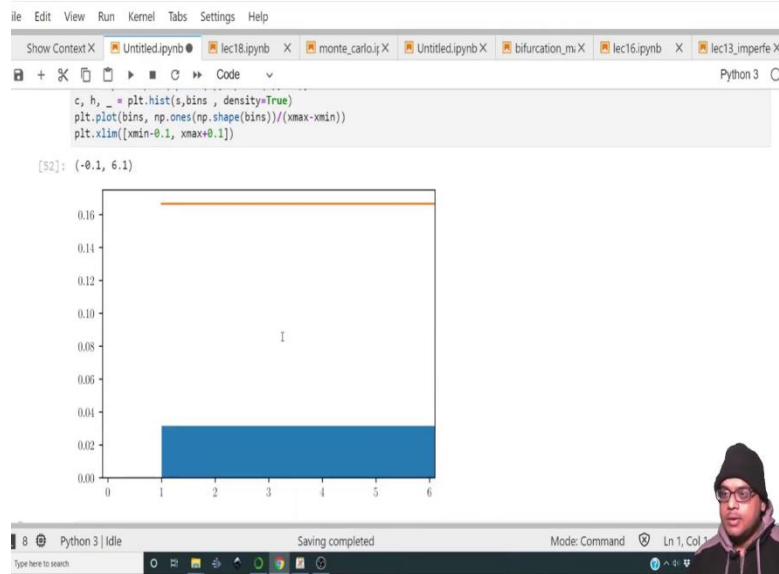 ile Edit View Run Kernel Tabs Settings Help
Show Context X Untitled.ipynb lec18.ipynb X monte_carlo.ip X Untitled.ipynb X bifurcation_ma X lec16.ipynb X lec13_imperfe X
Code Python 3
c, h, _ = plt.hist(s,bins , density=True)
plt.plot(bins, np.ones(np.shape(bins))/(xmax-xmin))
plt.xlim([xmin-0.1, xmax+0.1])
[52]: (-0.1, 6.1)
0.16
0.14
0.12
0.10
0.08
0.06
0.04
0.02
0.00
0 1 2 3 4 5 6
8 Python 3 | Idle Saving completed Mode: Command Ln 1, Col
Type here to search